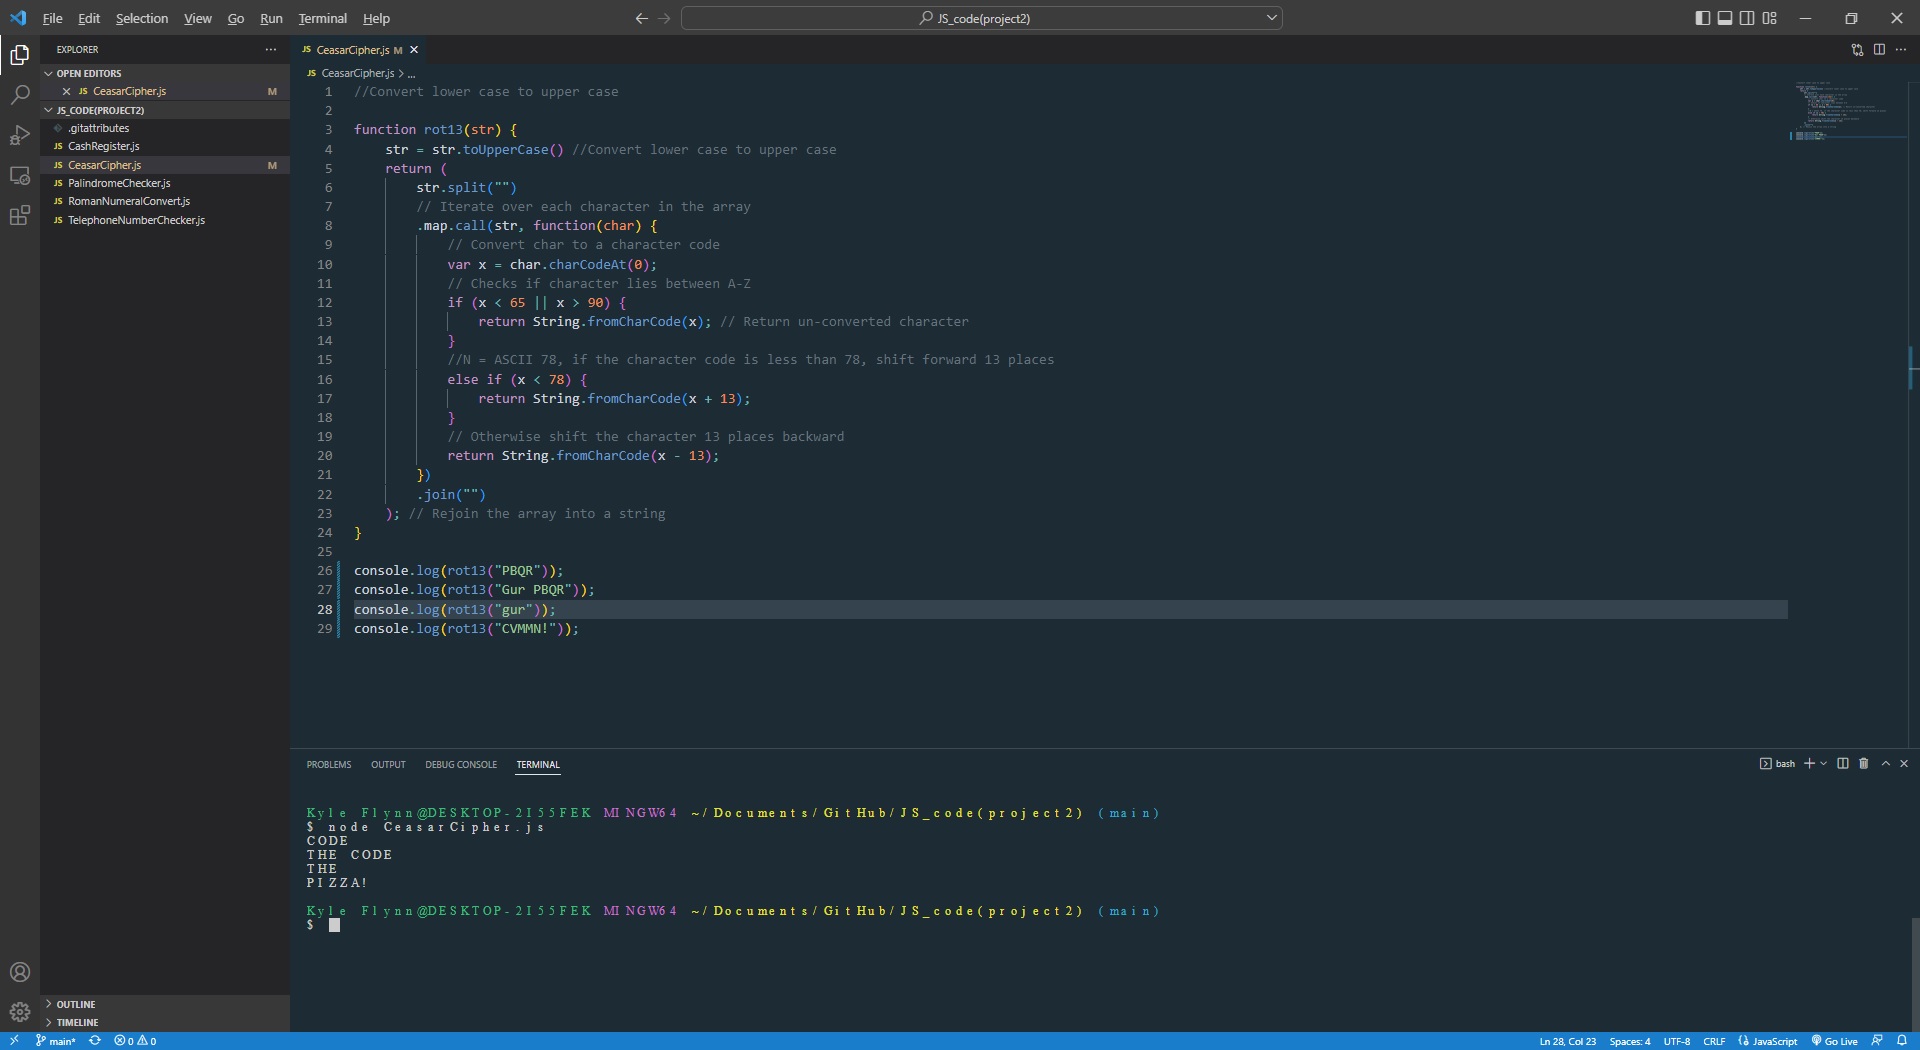 File Edit Selection View Go Run Terminal Help
JS_code(project2)
EXPLORER
OPEN EDITORS
JS CeasarCipher.js M
JS_CODE(PROJECT2)
.gitattributes
JS CashRegister.js
JS CeasarCipher.js M
JS PalindromeChecker.js
JS RomanNumeralConvert.js
JS TelephoneNumberChecker.js
OUTLINE
TIMELINE
JS CeasarCipher.js M
JS CeasarCipher.js > ...
1 //Convert lower case to upper case
2
3 function rot13(str) {
4     str = str.toUpperCase() //Convert lower case to upper case
5     return (
6         str.split("")
7         // Iterate over each character in the array
8         .map.call(str, function(char) {
9             // Convert char to a character code
10             var x = char.charCodeAt(0);
11             // Checks if character lies between A-Z
12             if (x < 65 || x > 90) {
13                 return String.fromCharCode(x); // Return un-converted character
14             }
15             //N = ASCII 78, if the character code is less than 78, shift forward 13 places
16             else if (x < 78) {
17                 return String.fromCharCode(x + 13);
18             }
19             // Otherwise shift the character 13 places backward
20             return String.fromCharCode(x - 13);
21         })
22         .join("")
23     ); // Rejoin the array into a string
24 }
25
26 console.log(rot13("PBQR"));
27 console.log(rot13("Gur PBQR"));
28 console.log(rot13("gur"));
29 console.log(rot13("CVMMN!"));
PROBLEMS OUTPUT DEBUG CONSOLE TERMINAL
bash
Kyle Flynn@DESKTOP-2I55FEK MINGW64 ~/Documents/GitHub/JS_code(project2) (main)
$ node CeasarCipher.js
CODE
THE CODE
THE
PIZZA!
Kyle Flynn@DESKTOP-2I55FEK MINGW64 ~/Documents/GitHub/JS_code(project2) (main)
$
main* 0 0
Ln 28, Col 23 Spaces: 4 UTF-8 CRLF JavaScript Go Live